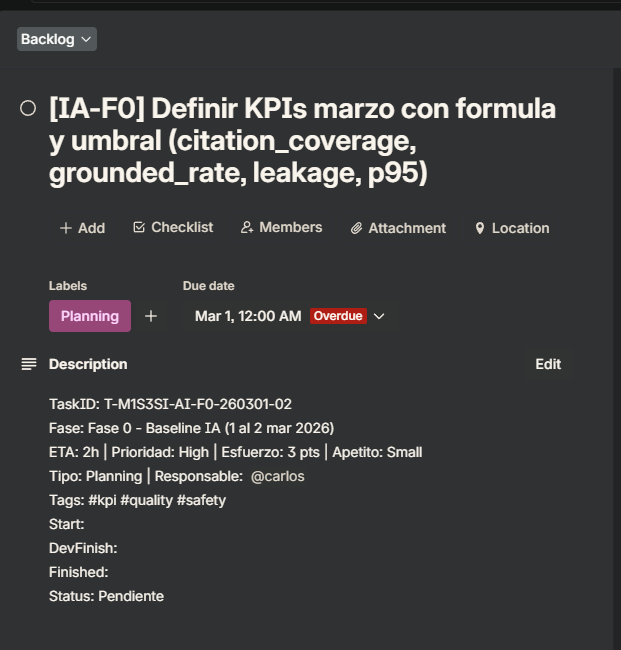 Backlog
[IA-F0] Definir KPIs marzo con formula
y umbral (citation_coverage,
grounded_rate, leakage, p95)
Add
Checklist
Members
Attachment
Location
Labels
Due date
Planning
Mar 1, 12:00 AM Overdue
Description
Edit
TaskID: T-M1S3SI-AI-F0-260301-02
Fase: Fase 0 - Baseline IA (1 al 2 mar 2026)
ETA: 2h | Prioridad: High | Esfuerzo: 3 pts | Apetito: Small
Tipo: Planning | Responsable: @carlos
Tags: #kpi #quality #safety
Start:
DevFinish:
Finished:
Status: Pendiente